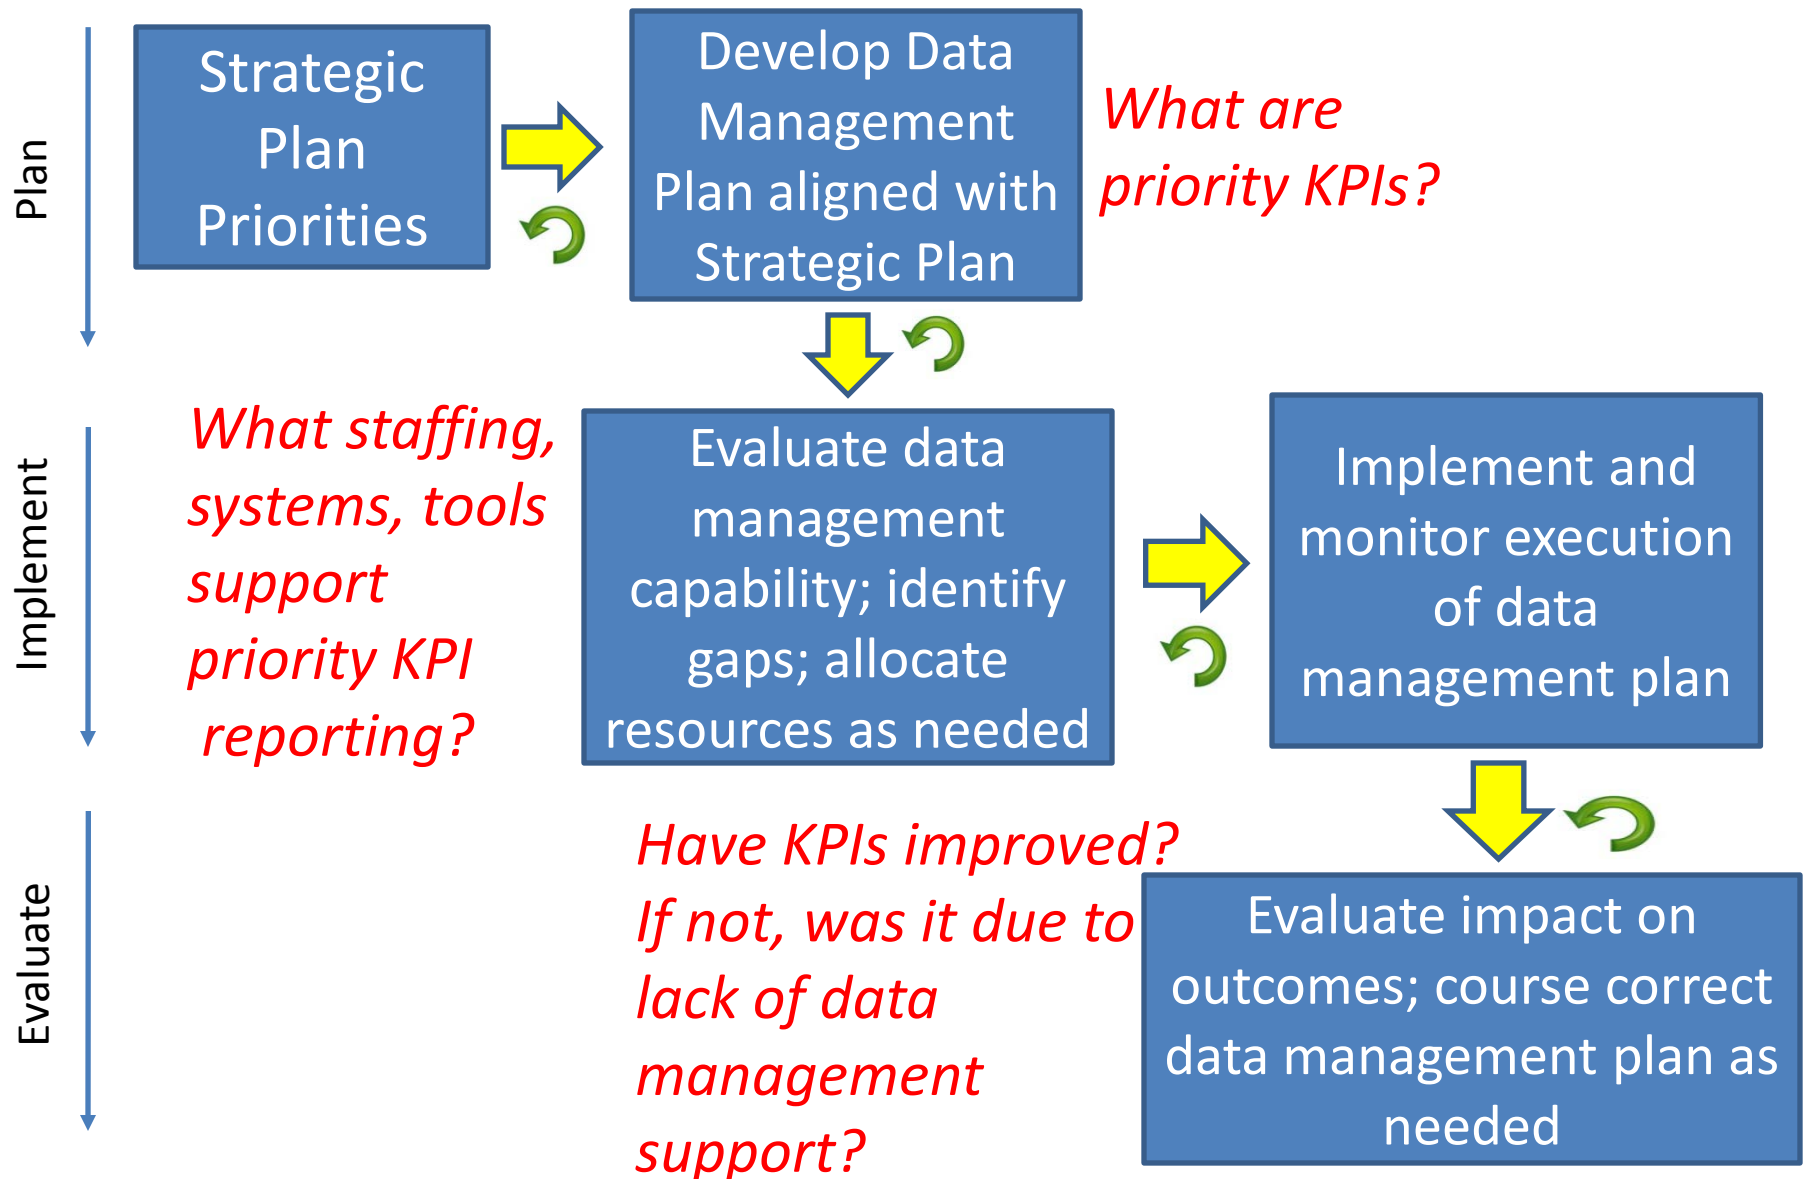 Plan
Strategic
Plan
Priorities
Develop Data
Management
Plan aligned with
Strategic Plan
What are
priority KPIs?
Implement
What staffing,
systems, tools
support
priority KPI
reporting?
Evaluate data
management
capability; identify
gaps; allocate
resources as needed
Implement and
monitor execution
of data
management plan
Evaluate
Have KPIs improved?
If not, was it due to
lack of data
management
support?
Evaluate impact on
outcomes; course correct
data management plan as
needed